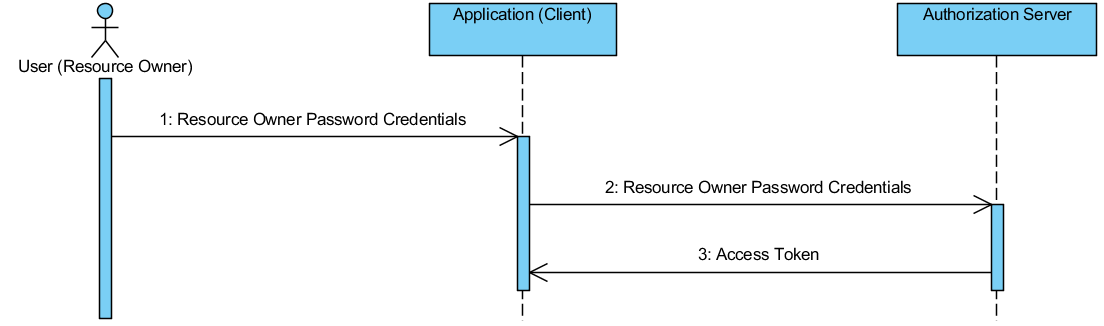 Application (Client)
Authorization Server
User (Resource Owner)
1: Resource Owner Password Credentials
2: Resource Owner Password Credentials
3: Access Token